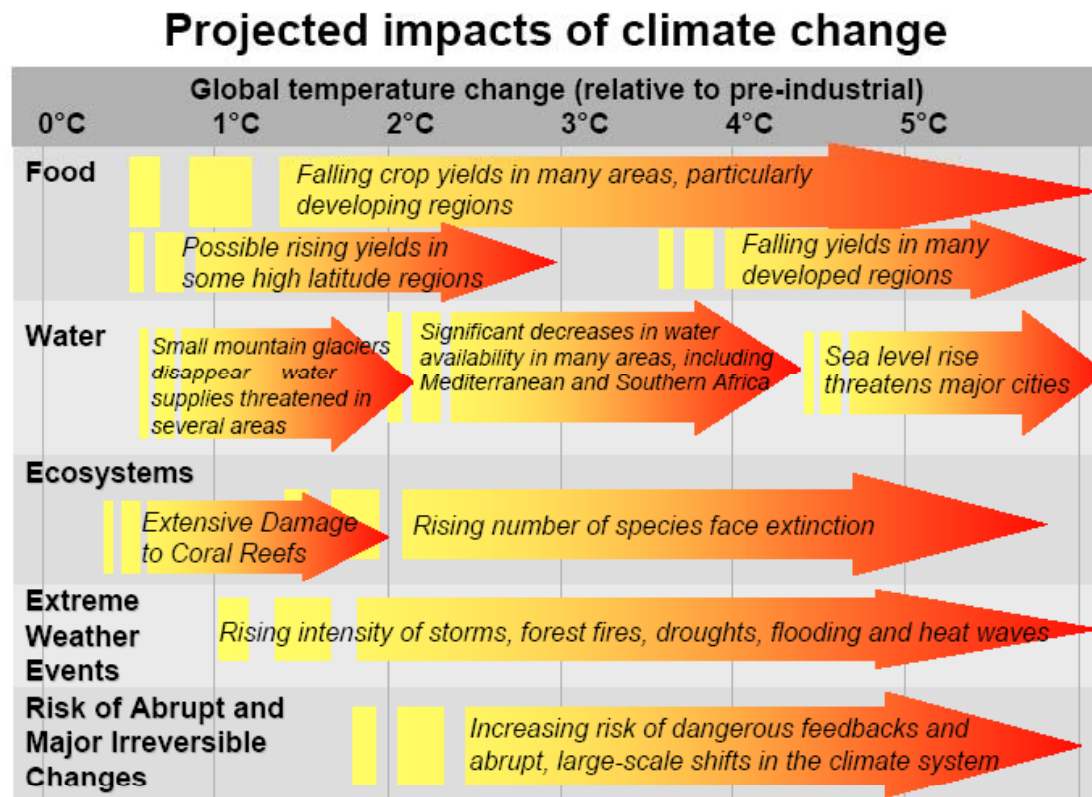 Projected impacts of climate change
Global temperature change (relative to pre-industrial)
0°C 1°C 2°C 3°C 4°C 5°C
Food
Falling crop yields in many areas, particularly
developing regions
Possible rising yields in
some high latitude regions
Falling yields in many
developed regions
Water
Small mountain glaciers
disappear water
supplies threatened in
several areas
Significant decreases in water
availability in many areas, including
Mediterranean and Southern Africa
Sea level rise
threatens major cities
Ecosystems
Extensive Damage
to Coral Reefs
Rising number of species face extinction
Extreme
Weather
Events
Rising intensity of storms, forest fires, droughts, flooding and heat waves
Risk of Abrupt and
Major Irreversible
Changes
Increasing risk of dangerous feedbacks and
abrupt, large-scale shifts in the climate system